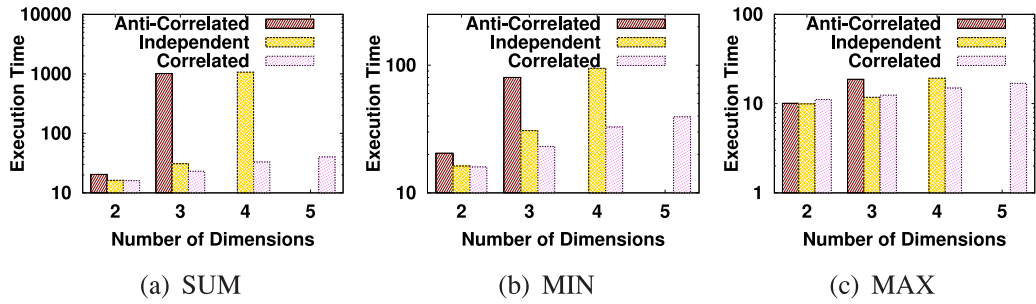 Execution Time
10000
1000
100
10
Anti-Correlated
Independent
Correlated
2 3 4 5
Number of Dimensions
(a) SUM
Execution Time
100
10
Anti-Correlated
Independent
Correlated
2 3 4 5
Number of Dimensions
(b) MIN
Execution Time
100
10
1
Anti-Correlated
Independent
Correlated
2 3 4 5
Number of Dimensions
(c) MAX